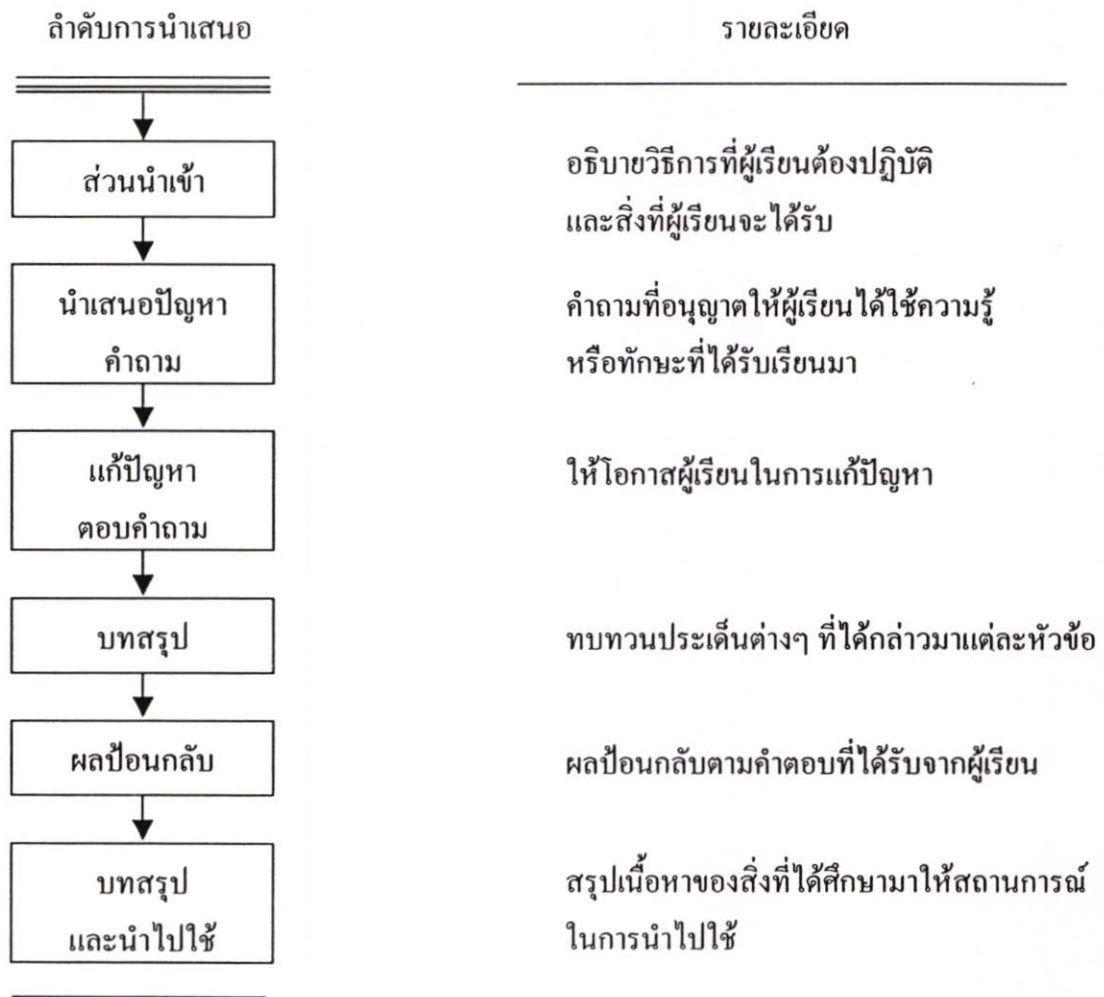 ลำดับการนำเสนอ
รายละเอียด
ส่วนนำเข้า
อธิบายวิธีการที่ผู้เรียนต้องปฏิบัติ
และสิ่งที่ผู้เรียนจะได้รับ
นำเสนอปัญหา
คำถาม
คำถามที่อนุญาตให้ผู้เรียนได้ใช้ความรู้
หรือทักษะที่ได้รับเรียนมา
แก้ปัญหา
ตอบคำถาม
ให้โอกาสผู้เรียนในการแก้ปัญหา
บทสรุป
ทบทวนประเด็นต่างๆ ที่ได้กล่าวมาแต่ละหัวข้อ
ผลป้อนกลับ
ผลป้อนกลับตามคำตอบที่ได้รับจากผู้เรียน
บทสรุป
และนำไปใช้
สรุปเนื้อหาของสิ่งที่ได้ศึกษามาให้สถานการณ์
ในการนำไปใช้